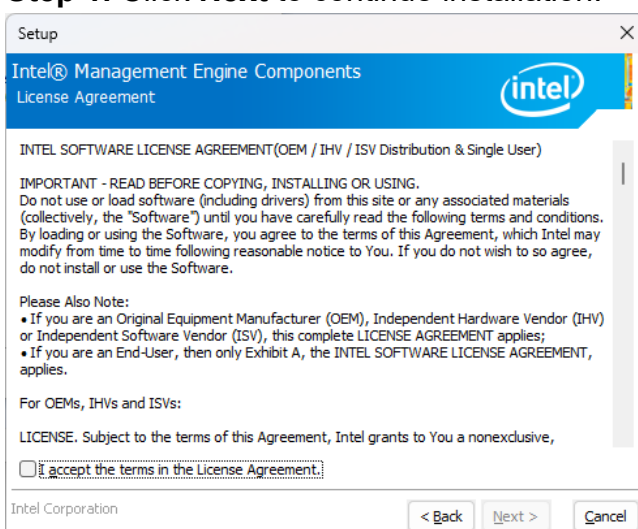 Step 4. Click Next to continue installation.
Setup
Intel® Management Engine Components
License Agreement
intel
INTEL SOFTWARE LICENSE AGREEMENT(OEM / IHV / ISV Distribution & Single User)
IMPORTANT - READ BEFORE COPYING, INSTALLING OR USING.
Do not use or load software (including drivers) from this site or any associated materials
(collectively, the "Software") until you have carefully read the following terms and conditions.
By loading or using the Software, you agree to the terms of this Agreement, which Intel may
modify from time to time following reasonable notice to You. If you do not wish to so agree,
do not install or use the Software.
Please Also Note:
• If you are an Original Equipment Manufacturer (OEM), Independent Hardware Vendor (IHV)
or Independent Software Vendor (ISV), this complete LICENSE AGREEMENT applies;
• If you are an End-User, then only Exhibit A, the INTEL SOFTWARE LICENSE AGREEMENT,
applies.
For OEMs, IHVs and ISVs:
LICENSE. Subject to the terms of this Agreement, Intel grants to You a nonexclusive,
I accept the terms in the License Agreement.
Intel Corporation
< Back Next > Cancel